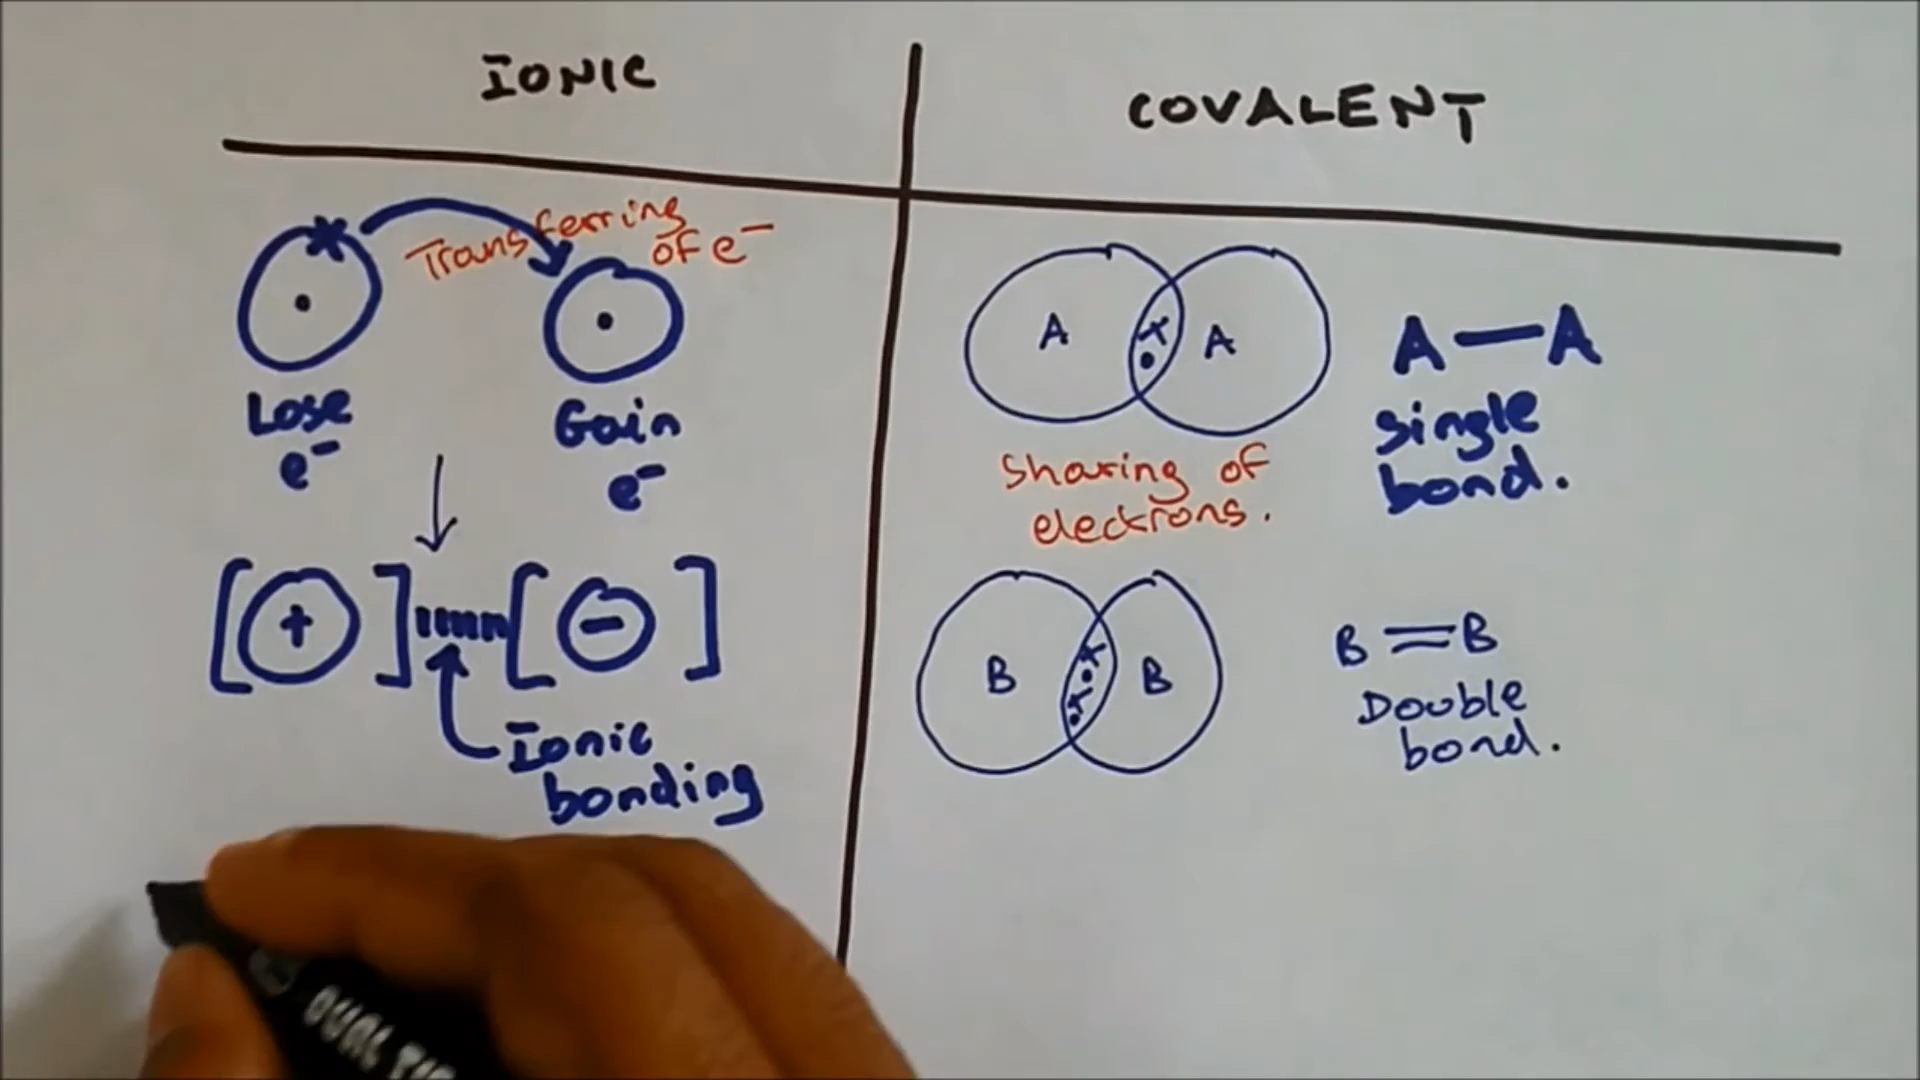 IONIC
COVALENT
Transferring
of e⁻
Lose
e⁻
Gain
e⁻
[+]
[-]
Ionic
bonding
A
x
A
A — A
single
bond.
Sharing of
electrons.
B
x
x
B
B = B
Double
bond.